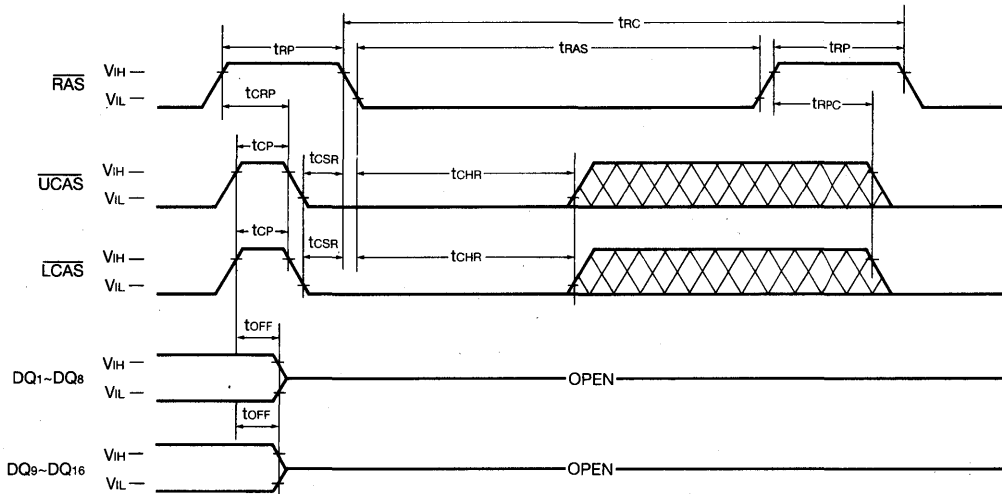 tRC
tRP tRAS tRP
RAS VIH
VIL
tCRP tRPC
tCP tCSR
UCAS VIH
VIL
tCHR
tCP tCSR
LCAS VIH
VIL
tCHR
tOFF
DQ1~DQ8 VIH
VIL
OPEN
tOFF
DQ9~DQ16 VIH
VIL
OPEN